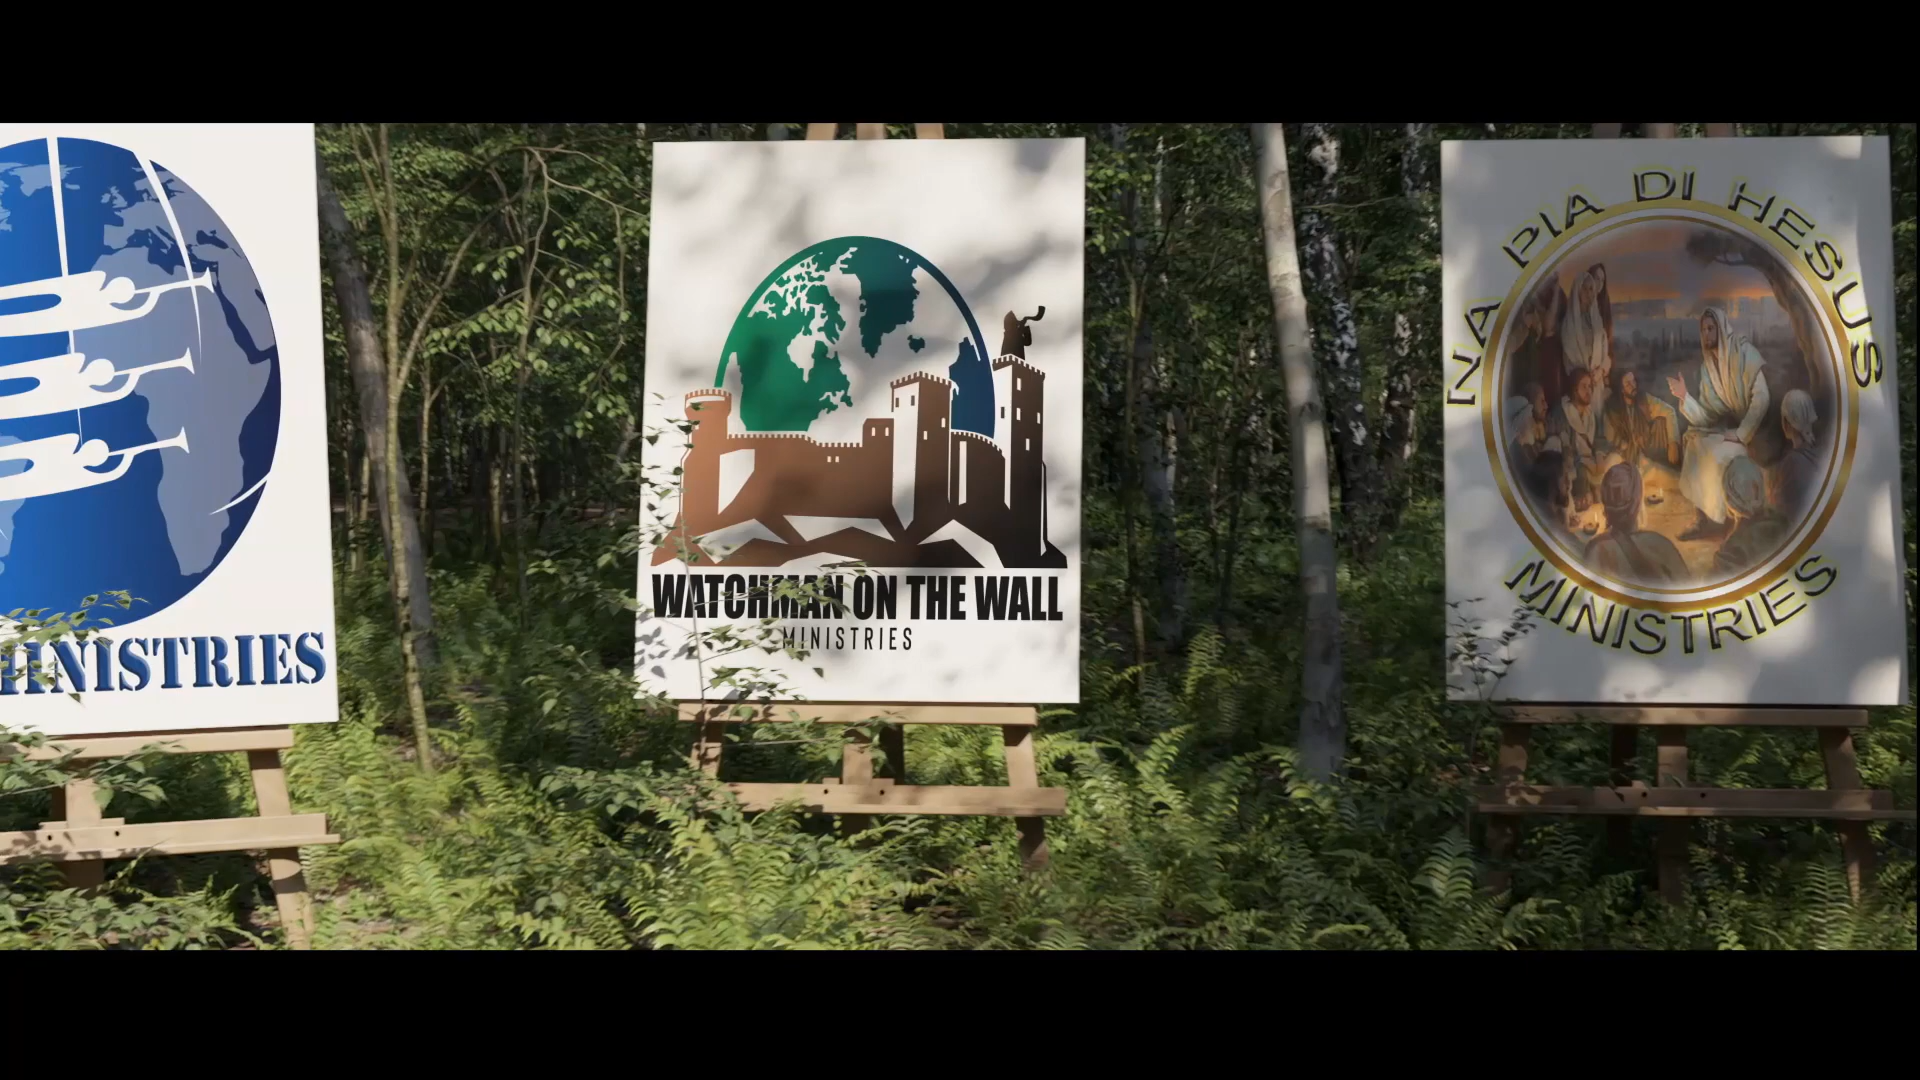 MINISTRIES
WATCHMAN ON THE WALL
MINISTRIES
NA PIA DI HESUS
MINISTRIES